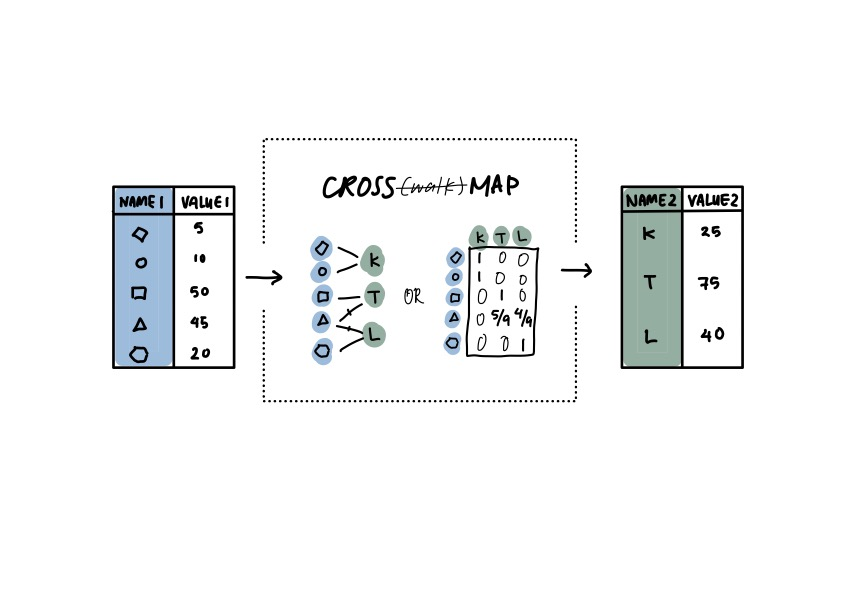 CROSS (walk) MAP
NAME1 VALUE1
5
10
50
45
20
K
T
L
OR
K T L
1 0 0
1 0 0
0 1 0
0 5/9 4/9
0 0 1
NAME2 VALUE2
K 25
T 75
L 40